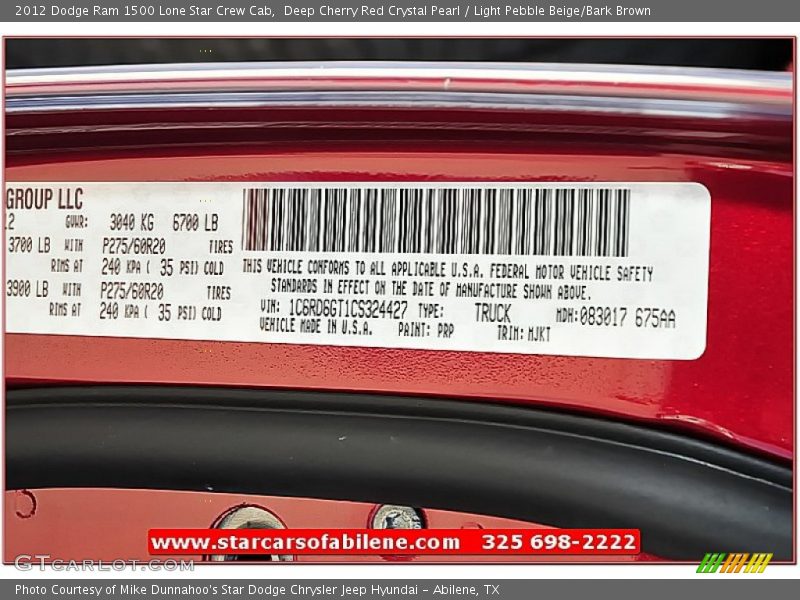 2012 Dodge Ram 1500 Lone Star Crew Cab, Deep Cherry Red Crystal Pearl / Light Pebble Beige/Bark Brown
GROUP LLC
12 GVWR: 3040 KG 6700 LB
3700 LB WITH P275/60R20 TIRES
RIMS AT 240 KPA ( 35 PSI) COLD
3900 LB WITH P275/60R20 TIRES
RIMS AT 240 KPA ( 35 PSI) COLD
THIS VEHICLE CONFORMS TO ALL APPLICABLE U.S.A. FEDERAL MOTOR VEHICLE SAFETY
STANDARDS IN EFFECT ON THE DATE OF MANUFACTURE SHOWN ABOVE.
VIN: 1C6RD6GT1CS324427 TYPE: TRUCK MDH:083017 675AA
VEHICLE MADE IN U.S.A. PAINT: PRP TRIM: MJKT
www.starcarsofabilene.com 325 698-2222
GTCARLOT.COM
Photo Courtesy of Mike Dunnahoo's Star Dodge Chrysler Jeep Hyundai - Abilene, TX